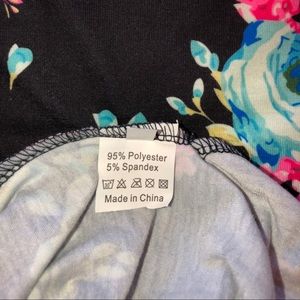 95% Polyester
5% Spandex
Made in China